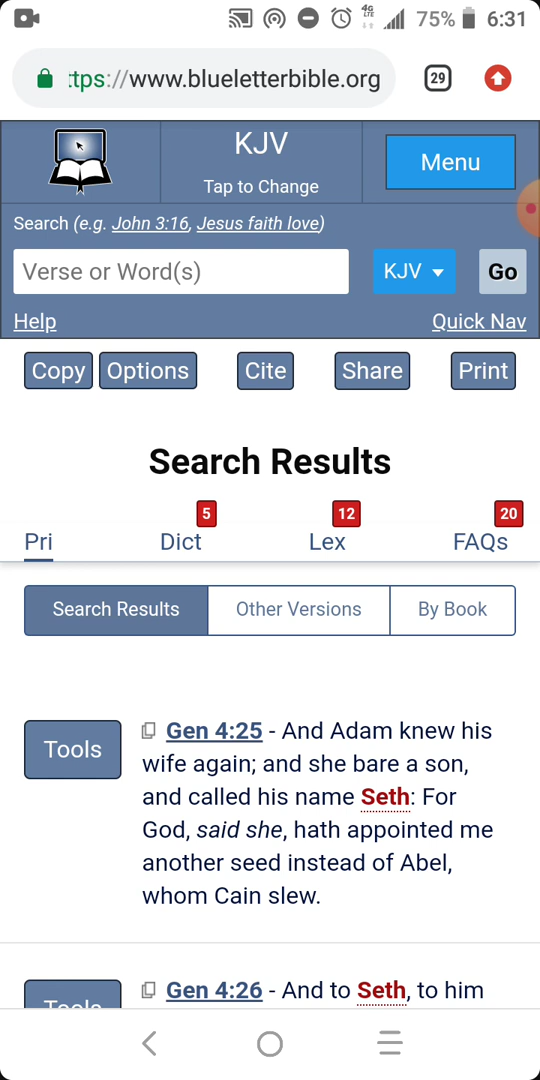 4G LTE 75% 6:31
ttps://www.blueletterbible.org 29
KJV
Tap to Change
Menu
Search (e.g. John 3:16, Jesus faith love)
Verse or Word(s) KJV Go
Help Quick Nav
Copy Options Cite Share Print
Search Results
5 12 20
Pri Dict Lex FAQs
Search Results Other Versions By Book
Tools
Gen 4:25 - And Adam knew his
wife again; and she bare a son,
and called his name Seth: For
God, said she, hath appointed me
another seed instead of Abel,
whom Cain slew.
Tools
Gen 4:26 - And to Seth, to him